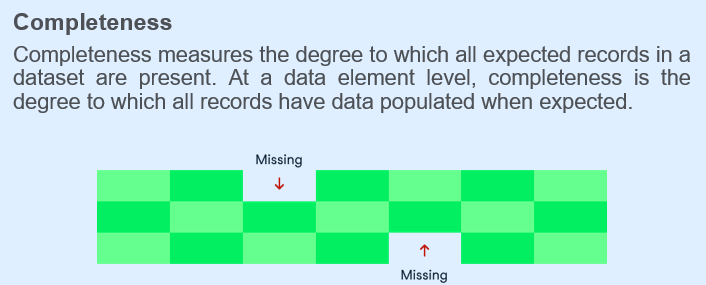 Completeness
Completeness measures the degree to which all expected records in a
dataset are present. At a data element level, completeness is the
degree to which all records have data populated when expected.
Missing
Missing